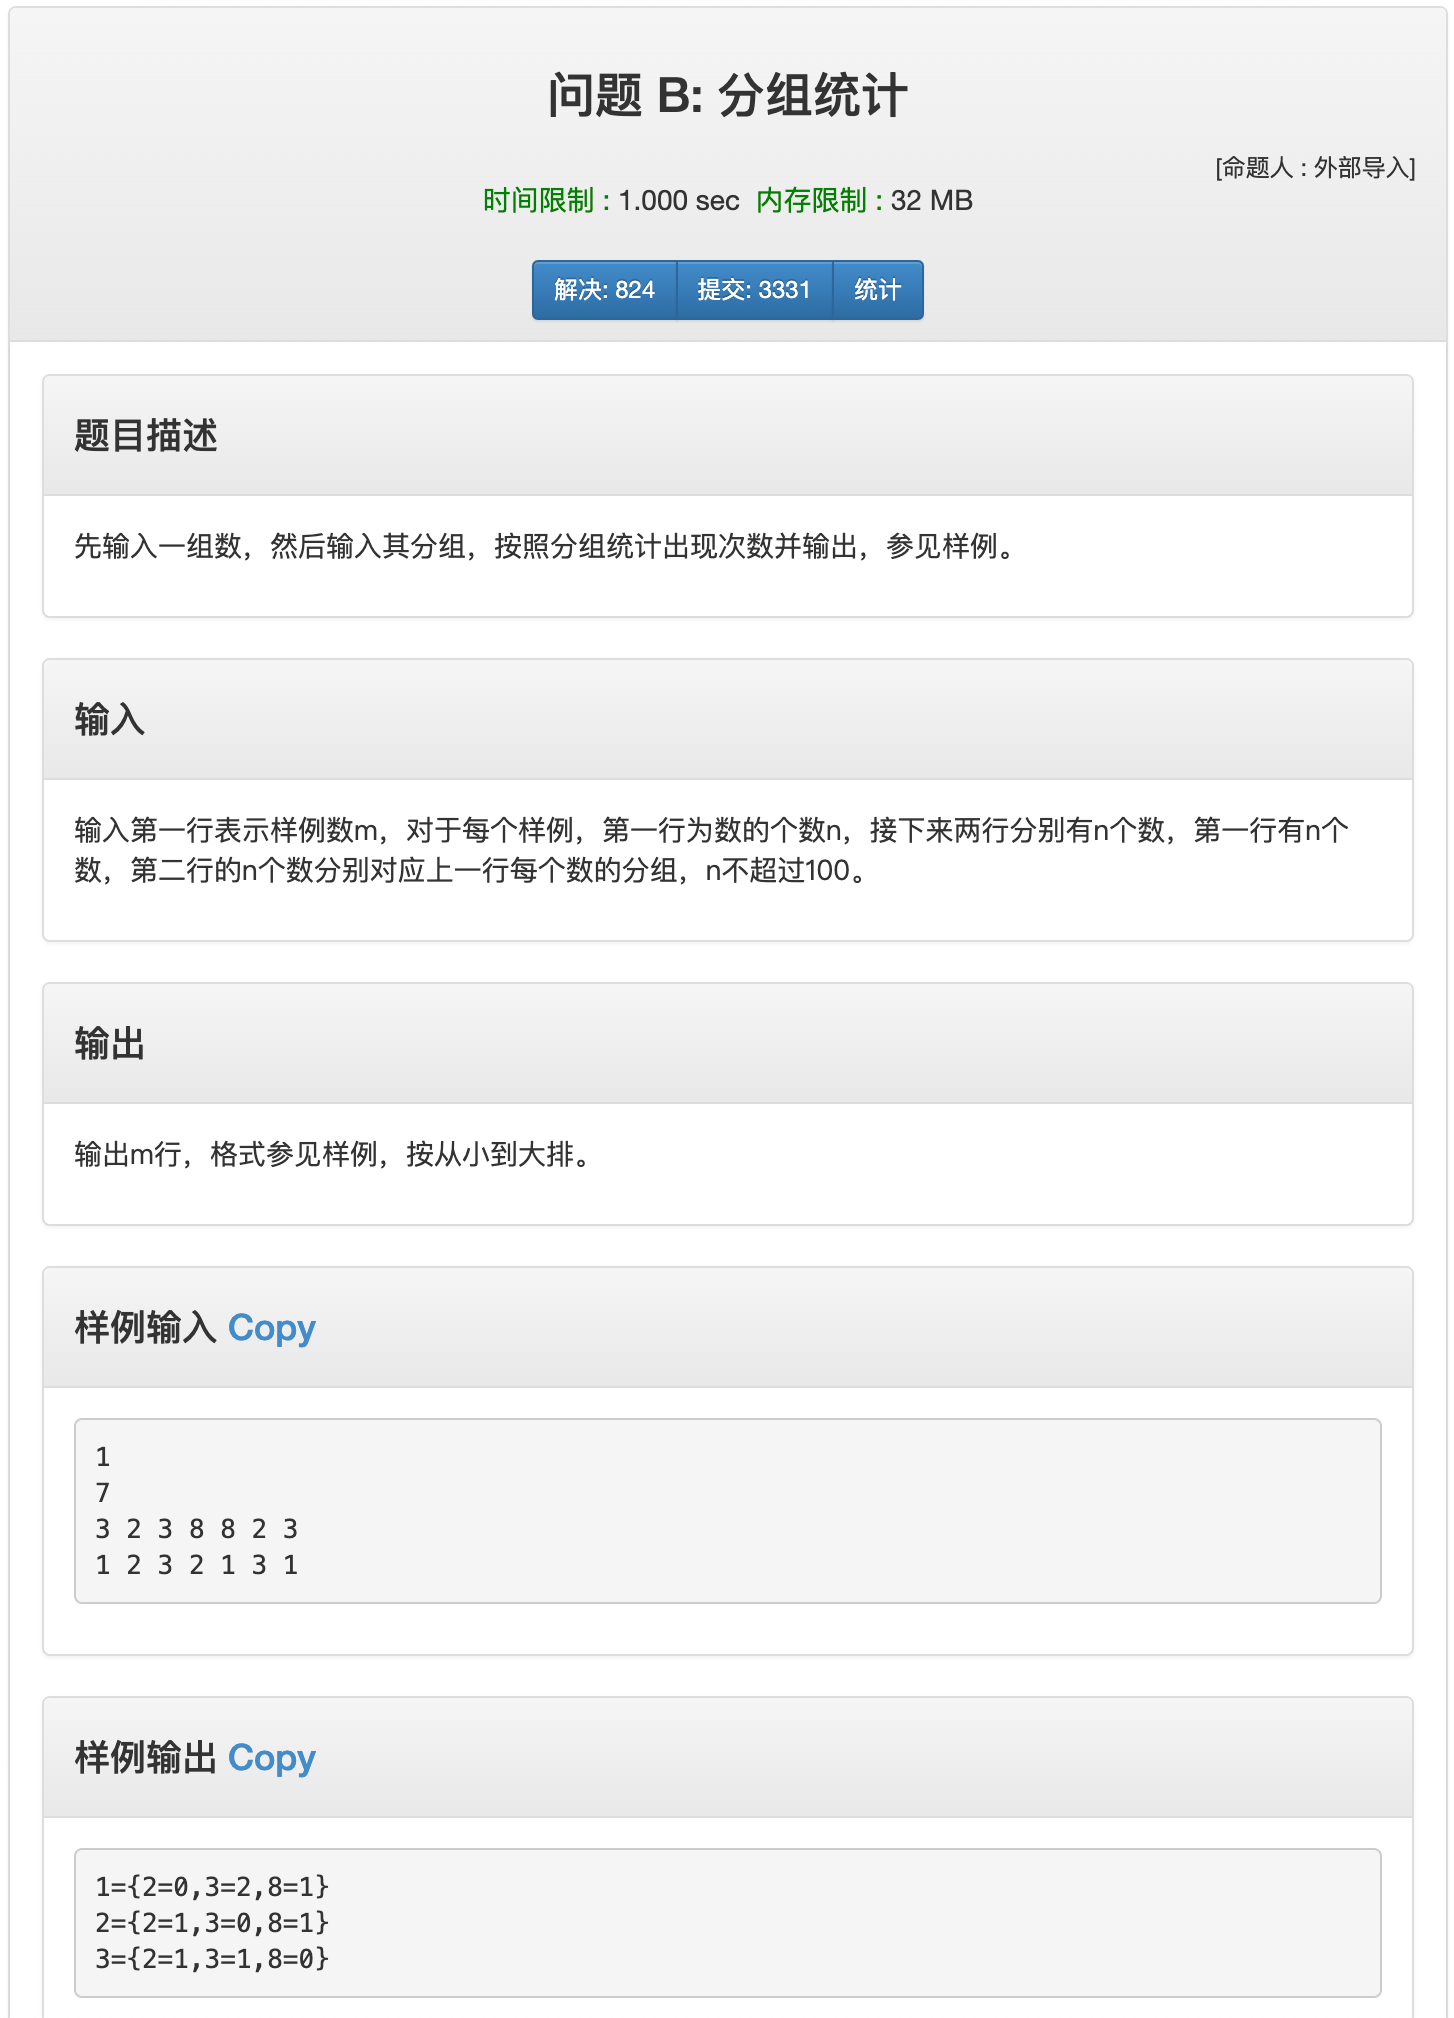 问题 B: 分组统计
[命题人 : 外部导入]
时间限制 : 1.000 sec 内存限制 : 32 MB
解决: 824 提交: 3331 统计
题目描述
先输入一组数，然后输入其分组，按照分组统计出现次数并输出，参见样例。
输入
输入第一行表示样例数m，对于每个样例，第一行为数的个数n，接下来两行分别有n个数，第一行有n个
数，第二行的n个数分别对应上一行每个数的分组，n不超过100。
输出
输出m行，格式参见样例，按从小到大排。
样例输入 Copy
1
7
3 2 3 8 8 2 3
1 2 3 2 1 3 1
样例输出 Copy
1={2=0,3=2,8=1}
2={2=1,3=0,8=1}
3={2=1,3=1,8=0}